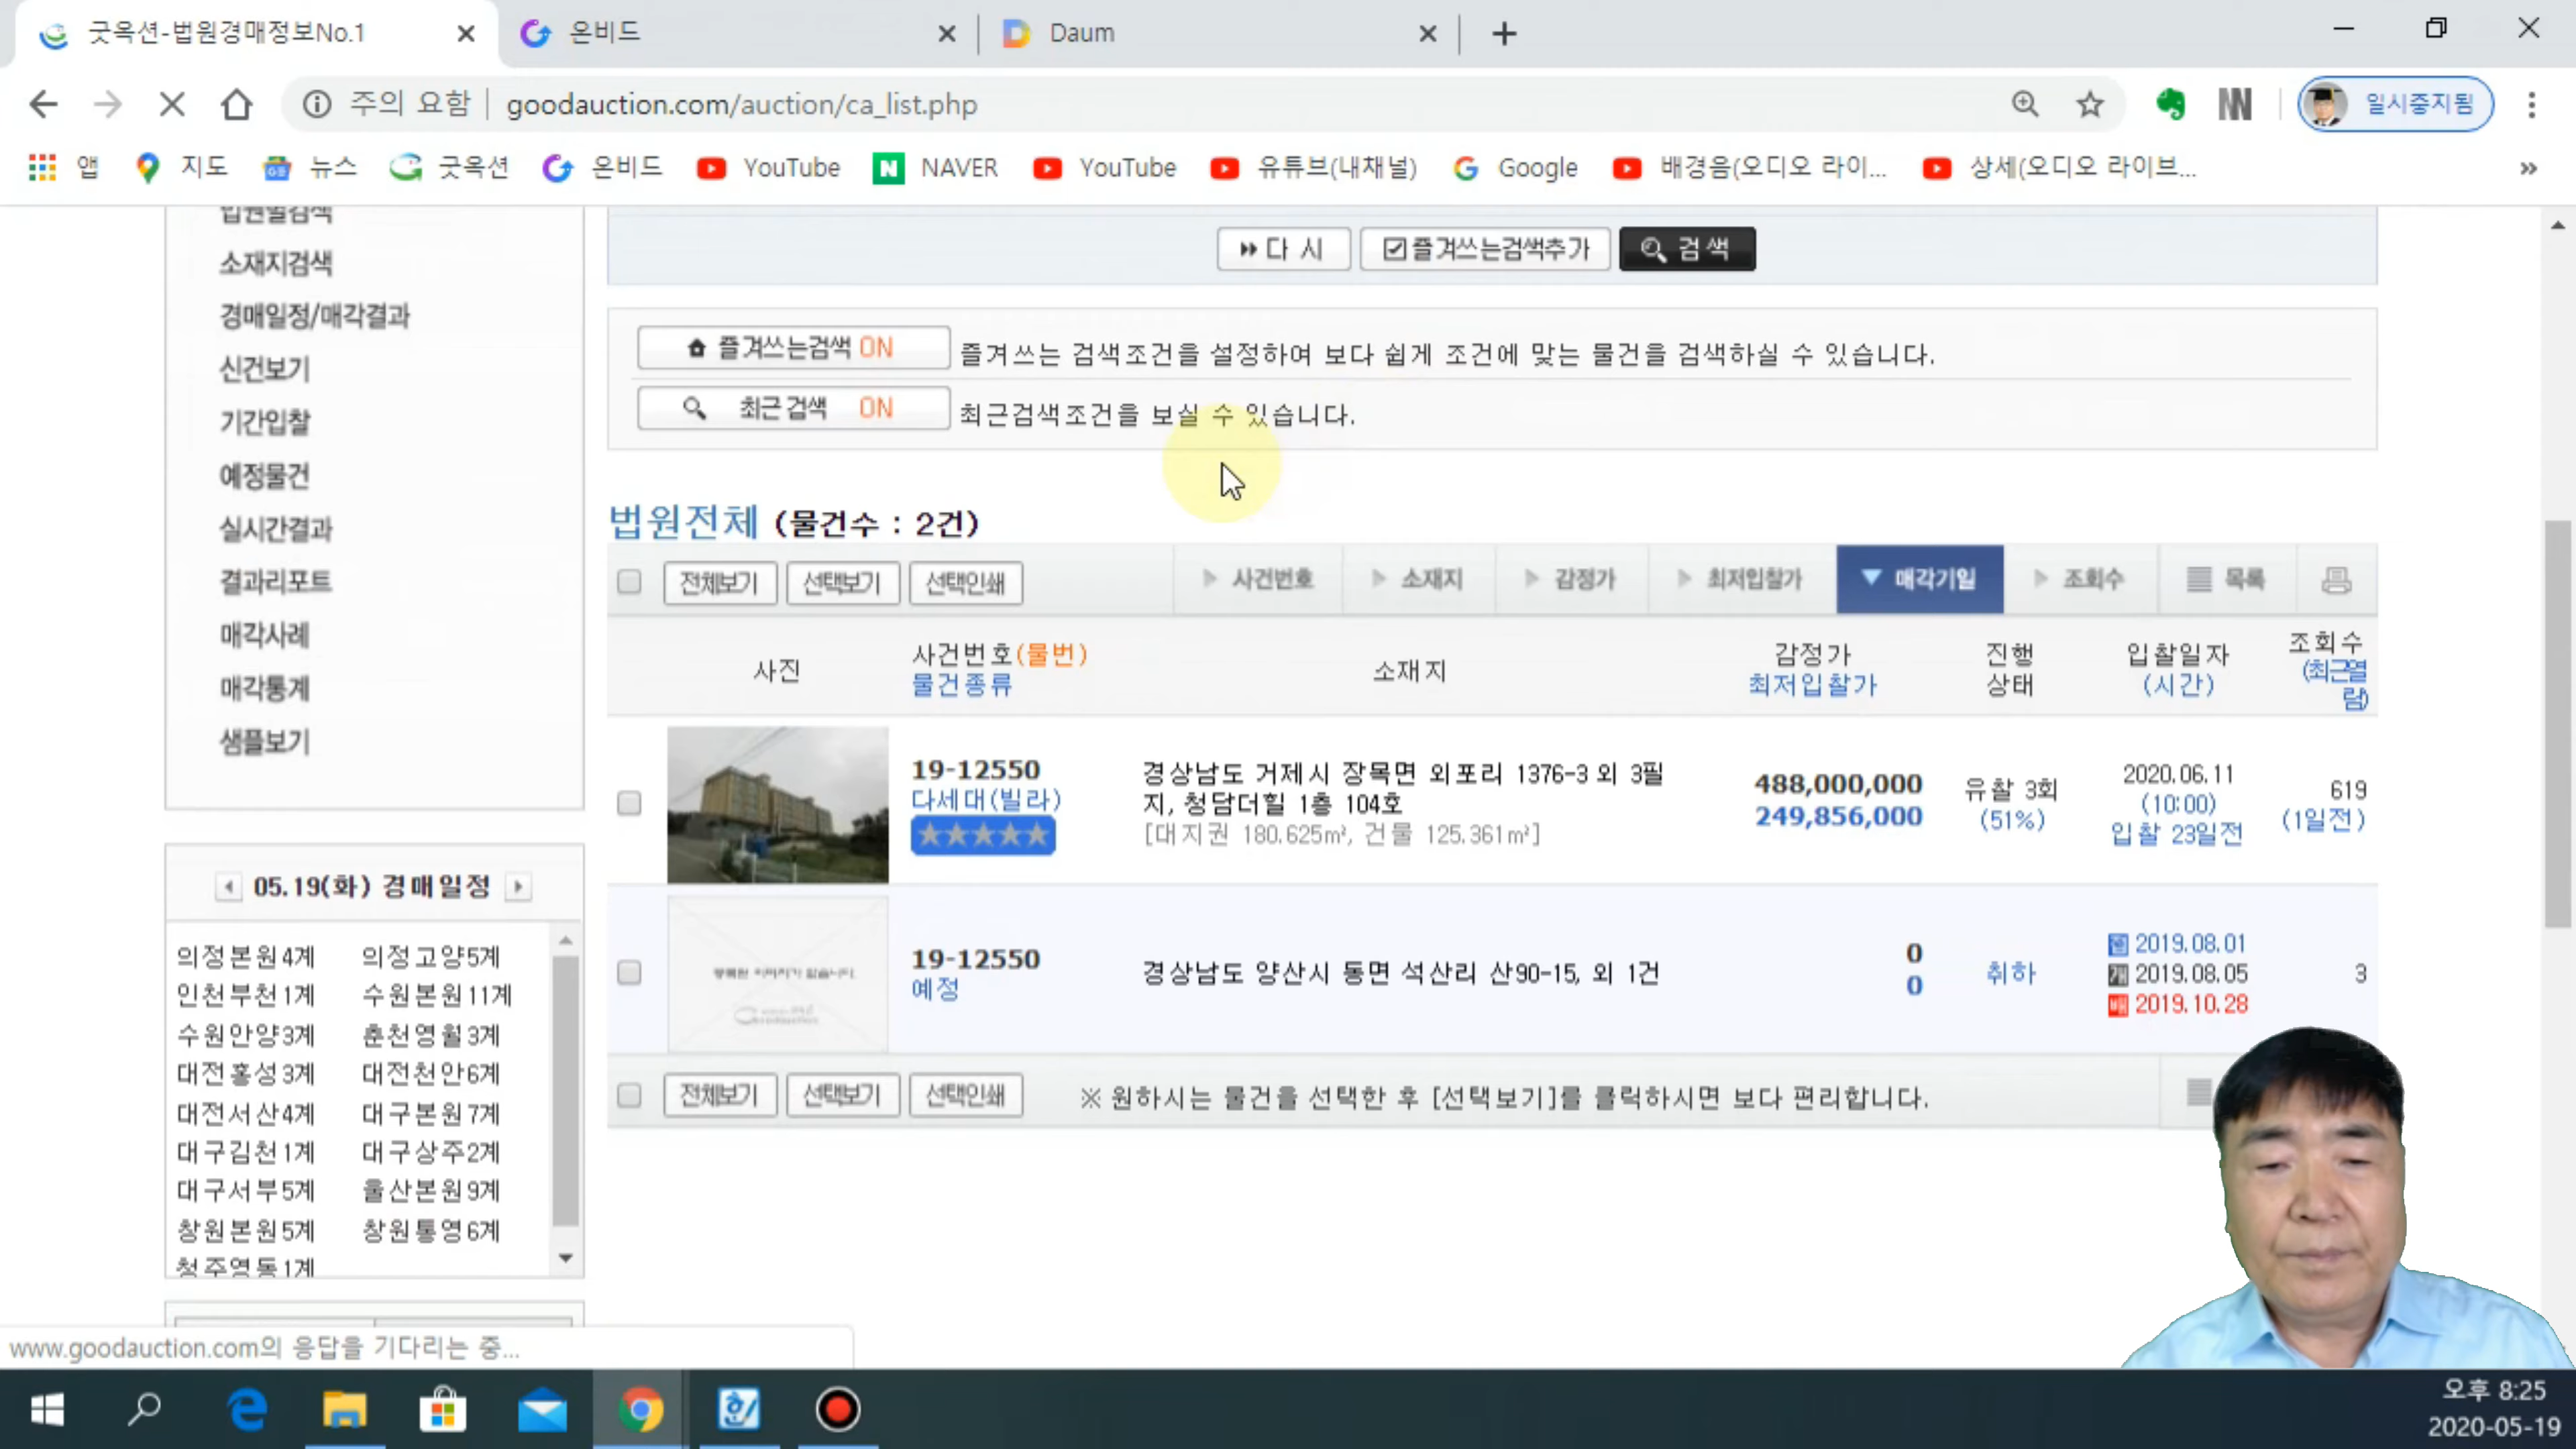 굿옥션-법원경매정보No.1
온비드
Daum
주의 요함
goodauction.com/auction/ca_list.php
일시중지됨
앱
지도
뉴스
굿옥션
온비드
YouTube
NAVER
YouTube
유튜브(내채널)
Google
배경음(오디오 라이...
상세(오디오 라이브...
법원별검색
소재지검색
경매일정/매각결과
신건보기
기간입찰
예정물건
실시간결과
결과리포트
매각사례
매각통계
샘플보기
05.19(화) 경매일정
의정본원4계 의정고양5계
인천부천1계 수원본원11계
수원안양3계 춘천영월3계
대전홍성3계 대전천안6계
대전서산4계 대구본원7계
대구김천1계 대구상주2계
대구서부5계 울산본원9계
창원본원5계 창원통영6계
청주영동1계
다 시
즐겨쓰는검색추가
검 색
즐겨쓰는검색 ON
즐겨쓰는 검색조건을 설정하여 보다 쉽게 조건에 맞는 물건을 검색하실 수 있습니다.
최근 검색 ON
최근검색조건을 보실 수 있습니다.
법원전체 (물건수 : 2건)
전체보기 선택보기 선택인쇄
사건번호 소재지 감정가 최저입찰가 매각기일 조회수 목록
사진
사건번호(물번)
물건종류
소재지
감정가
최저입찰가
진행
상태
입찰일자
(시간)
조회수
(최근열
람)
19-12550
다세대(빌라)
★★★★★
경상남도 거제시 장목면 외포리 1376-3 외 3필
지, 청담더힐 1층 104호
[대지권 180.625㎡, 건물 125.361㎡]
488,000,000
249,856,000
유찰 3회
(51%)
2020.06.11
(10:00)
입찰 23일전
619
(1일전)
등록된 이미지가 없습니다.
Goodauction
19-12550
예정
경상남도 양산시 동면 석산리 산90-15, 외 1건
0
0
취하
2019.08.01
2019.08.05
2019.10.28
3
전체보기 선택보기 선택인쇄
※ 원하시는 물건을 선택한 후 [선택보기]를 클릭하시면 보다 편리합니다.
www.goodauction.com의 응답을 기다리는 중...
오후 8:25
2020-05-19